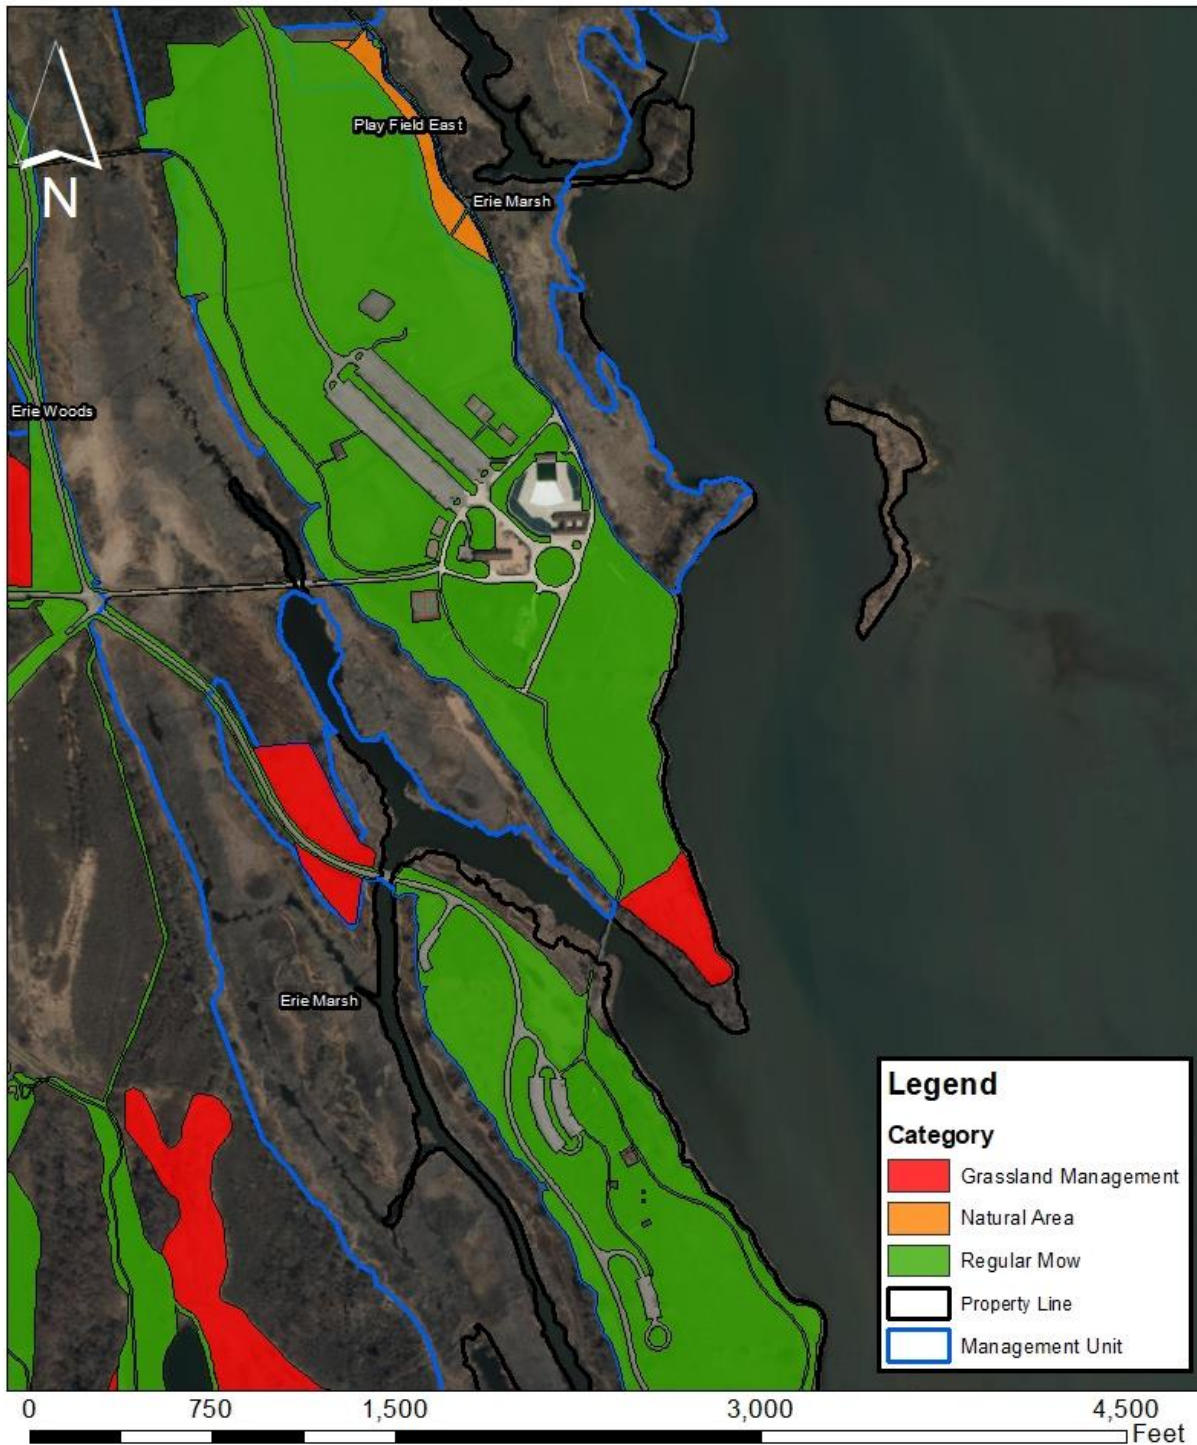 Play Field East
N
Erie Marsh
Erie Woods
Erie Marsh
Legend
Category
Grassland Management
Natural Area
Regular Mow
Property Line
Management Unit
0 750 1,500 3,000 4,500
Feet